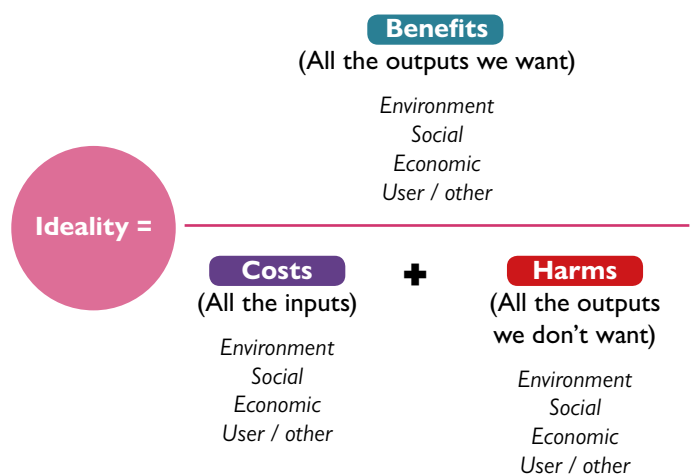 Benefits
(All the outputs we want)
Environment
Social
Economic
User / other
Ideality =
Costs
(All the inputs)
Environment
Social
Economic
User / other
+
Harms
(All the outputs
we don’t want)
Environment
Social
Economic
User / other